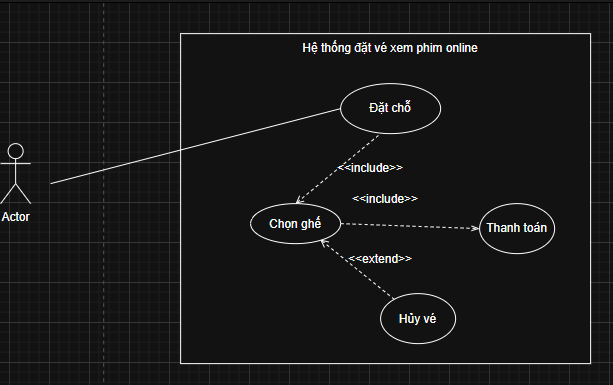 Hệ thống đặt vé xem phim online
Đặt chỗ
<<include>>
<<include>>
Actor
Chọn ghế
Thanh toán
<<extend>>
Hủy vé